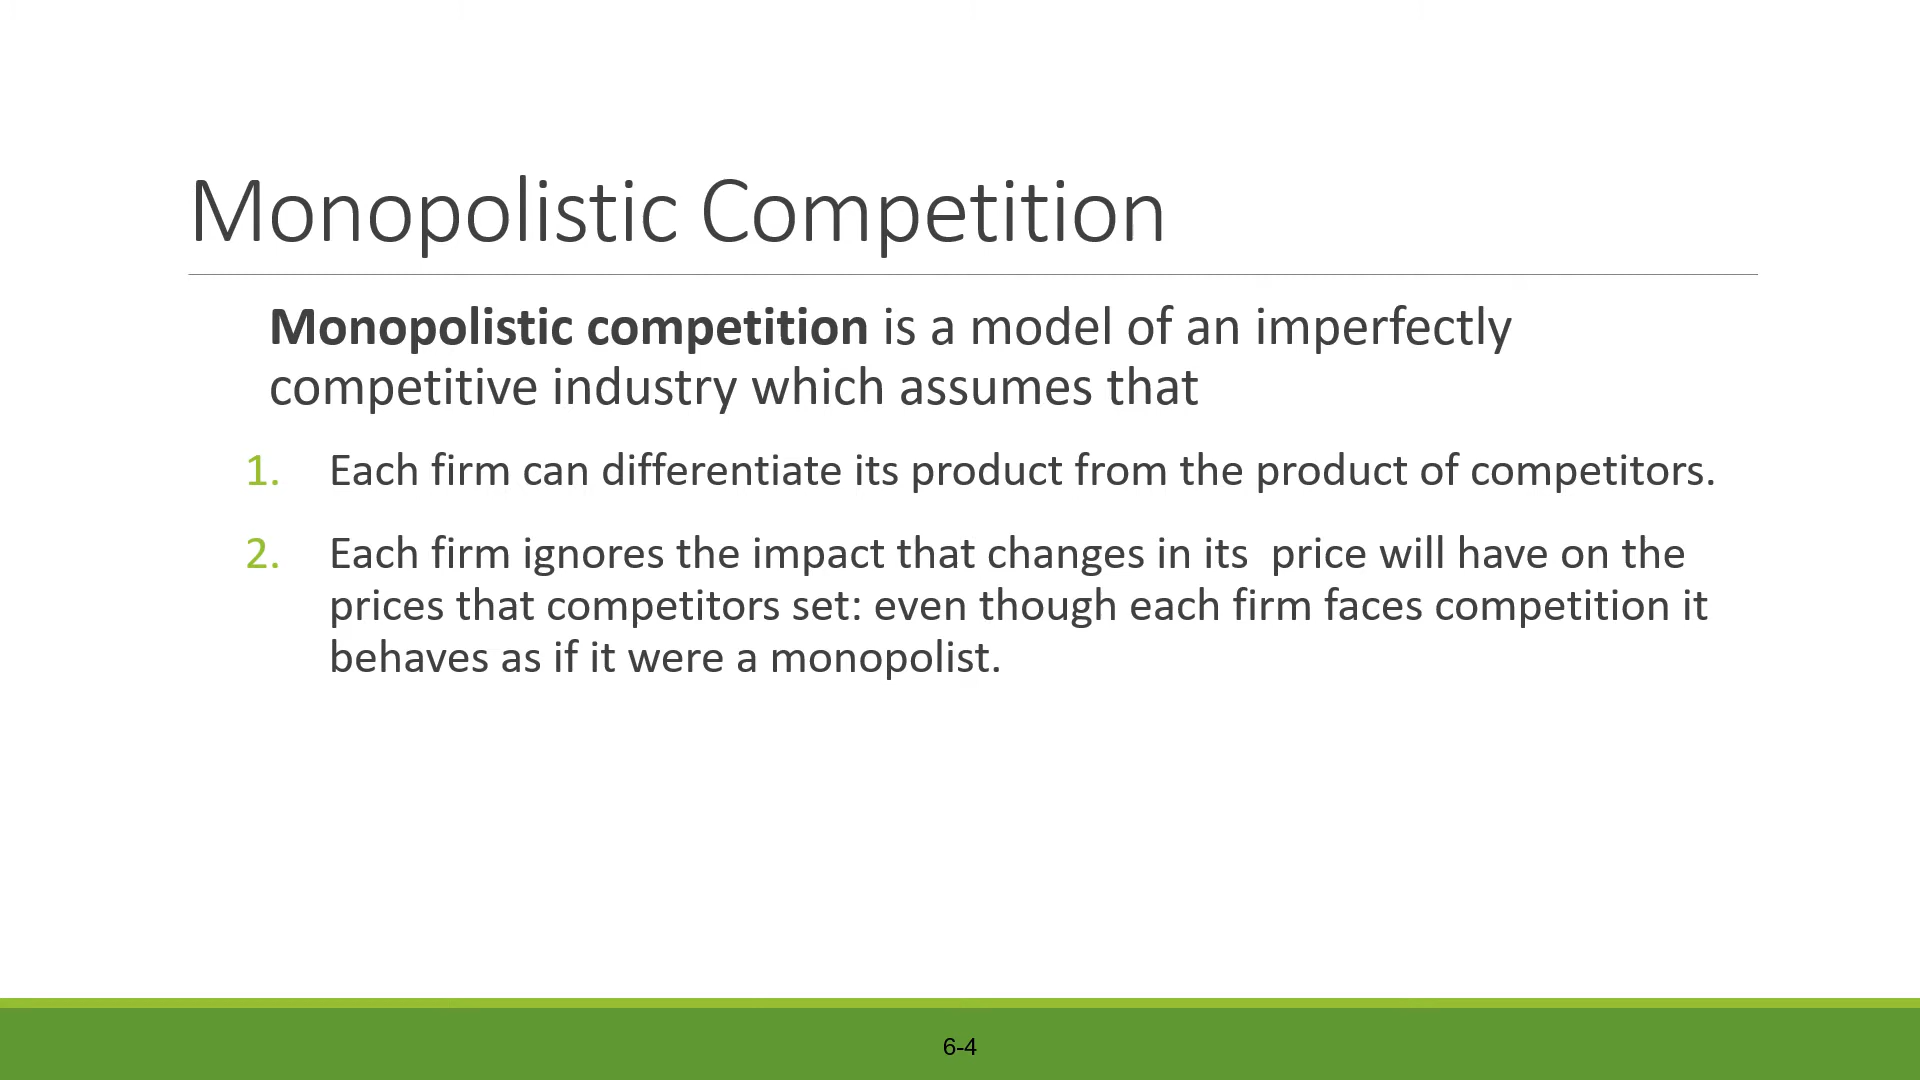 Monopolistic Competition
Monopolistic competition is a model of an imperfectly
competitive industry which assumes that
1. Each firm can differentiate its product from the product of competitors.
2. Each firm ignores the impact that changes in its  price will have on the
prices that competitors set: even though each firm faces competition it
behaves as if it were a monopolist.
6-4